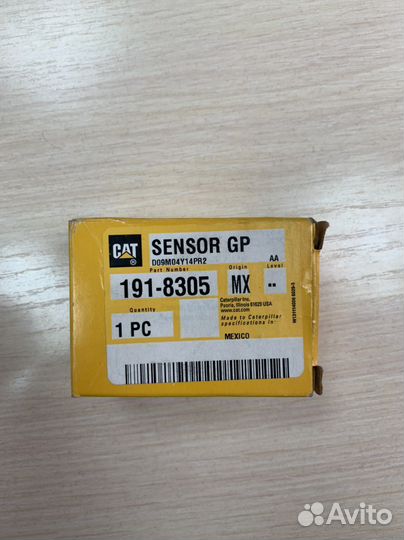 CAT
SENSOR GP
D09M04Y14PR2
AA
Part Number
Origin
Level
191-8305
MX
--
Quantity
Caterpillar Inc.
Peoria, Illinois 61629 USA
www.cat.com
1 PC
Made to Caterpillar
specifications in:
MEXICO
Avito